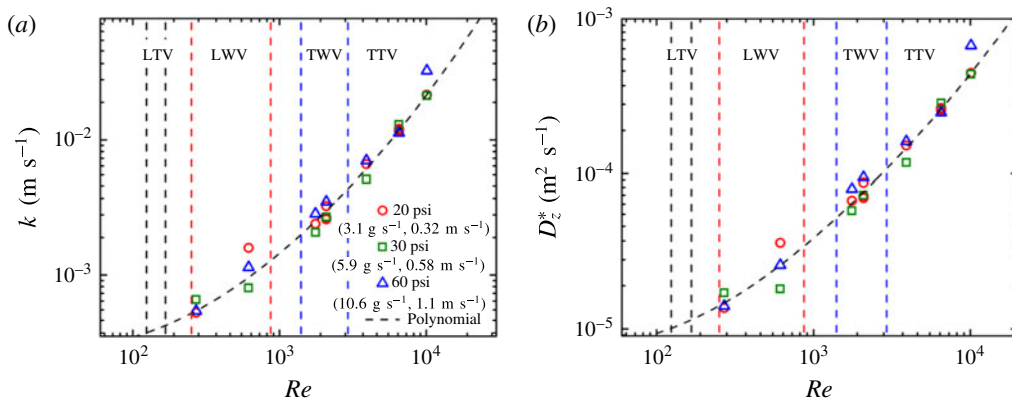 (a)
LTV LWV TWV TTV
k (m s⁻¹)
10⁻²
10⁻³
20 psi
(3.1 g s⁻¹, 0.32 m s⁻¹)
30 psi
(5.9 g s⁻¹, 0.58 m s⁻¹)
60 psi
(10.6 g s⁻¹, 1.1 m s⁻¹)
Polynomial
10² 10³ 10⁴
Re
(b)
LTV LWV TWV TTV
D*z (m² s⁻¹)
10⁻³
10⁻⁴
10⁻⁵
10² 10³ 10⁴
Re